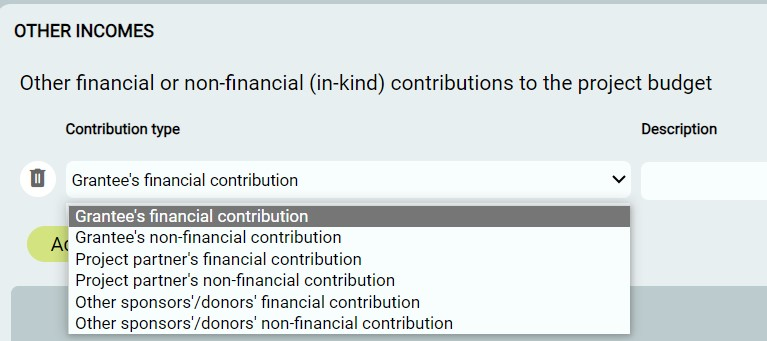 OTHER INCOMES
Other financial or non-financial (in-kind) contributions to the project budget
Contribution type Description
Grantee's financial contribution
Grantee's financial contribution
Grantee's non-financial contribution
Project partner's financial contribution
Project partner's non-financial contribution
Other sponsors'/donors' financial contribution
Other sponsors'/donors' non-financial contribution